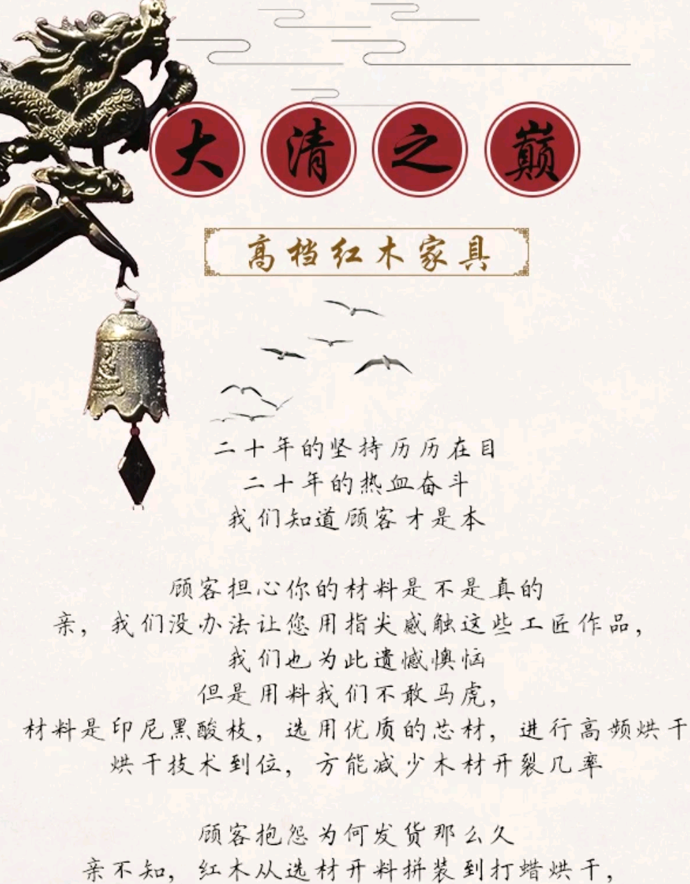 大清之巅
高档红木家具
二十年的坚持历历在目
二十年的热血奋斗
我们知道顾客才是本
顾客担心你的材料是不是真的
亲，我们没办法让您用指尖感触这些工匠作品，
我们也为此遗憾懊恼
但是用料我们不敢马虎，
材料是印尼黑酸枝，选用优质的芯材，进行高频烘干
烘干技术到位，方能减少木材开裂几率
顾客抱怨为何发货那么久
亲不知，红木从选材开料拼装到打蜡烘干，